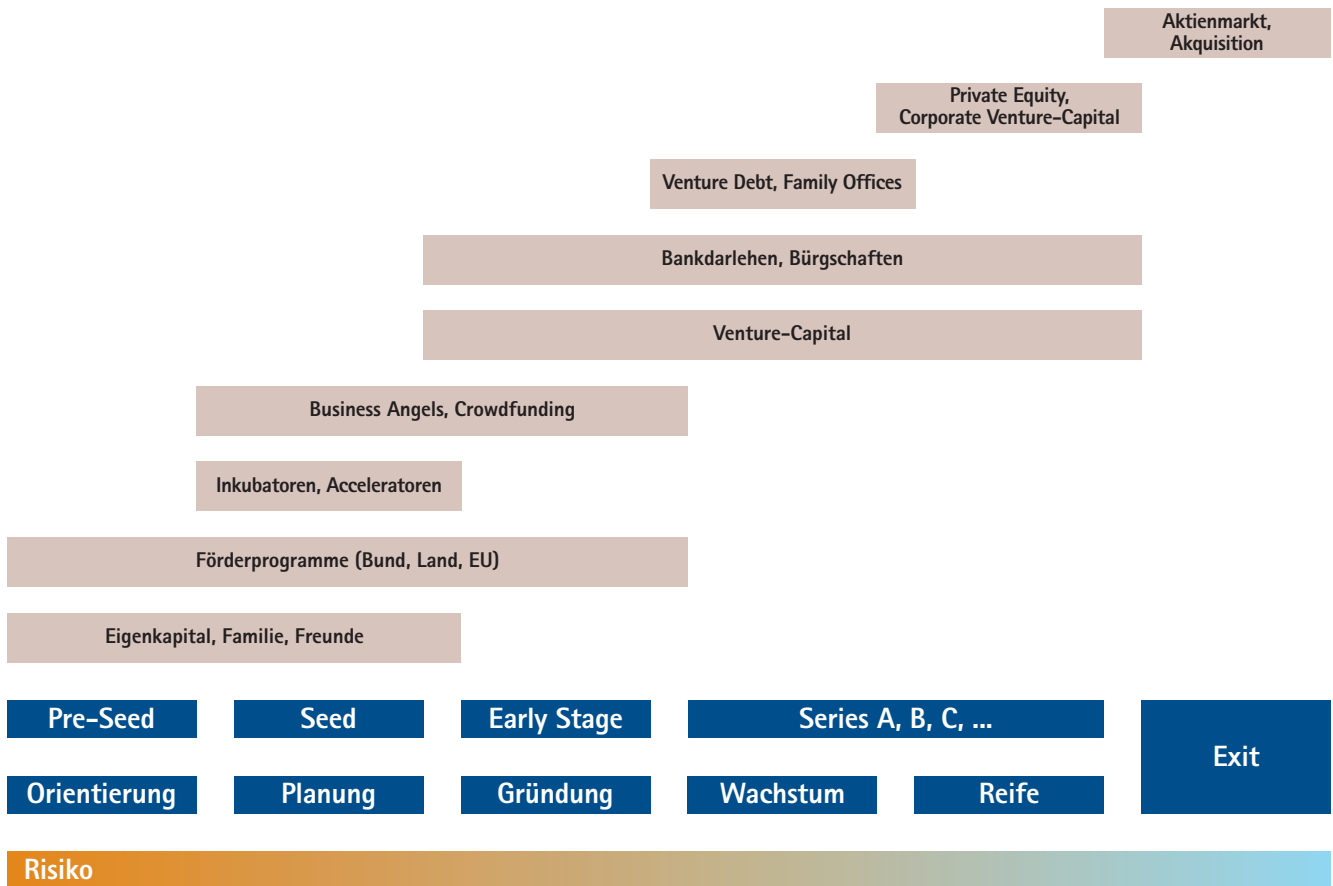 Aktienmarkt,
Akquisition
Private Equity,
Corporate Venture-Capital
Venture Debt, Family Offices
Bankdarlehen, Bürgschaften
Venture-Capital
Business Angels, Crowdfunding
Inkubatoren, Acceleratoren
Förderprogramme (Bund, Land, EU)
Eigenkapital, Familie, Freunde
Pre-Seed
Seed
Early Stage
Series A, B, C, ...
Exit
Orientierung
Planung
Gründung
Wachstum
Reife
Risiko